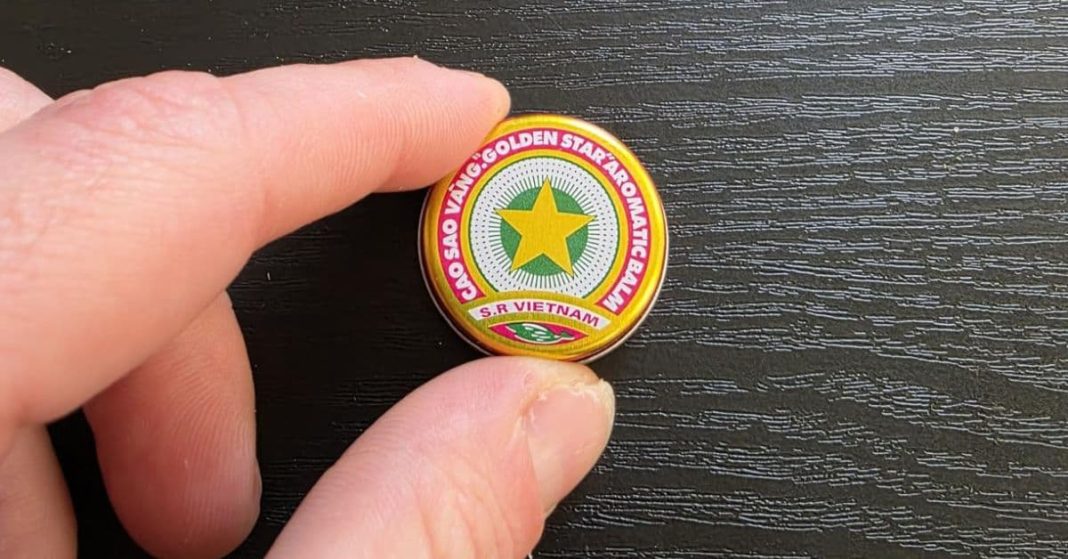 CAO SAO VÀNG."GOLDEN STAR"AROMATIC BALM
S.R VIETNAM